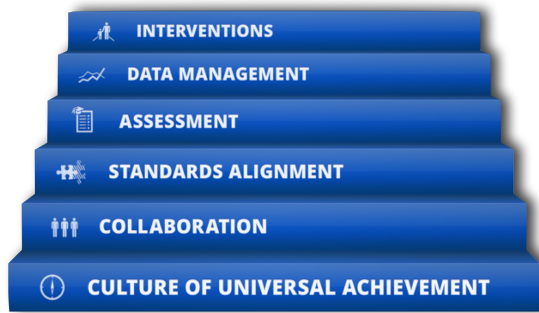 INTERVENTIONS
DATA MANAGEMENT
ASSESSMENT
STANDARDS ALIGNMENT
COLLABORATION
CULTURE OF UNIVERSAL ACHIEVEMENT